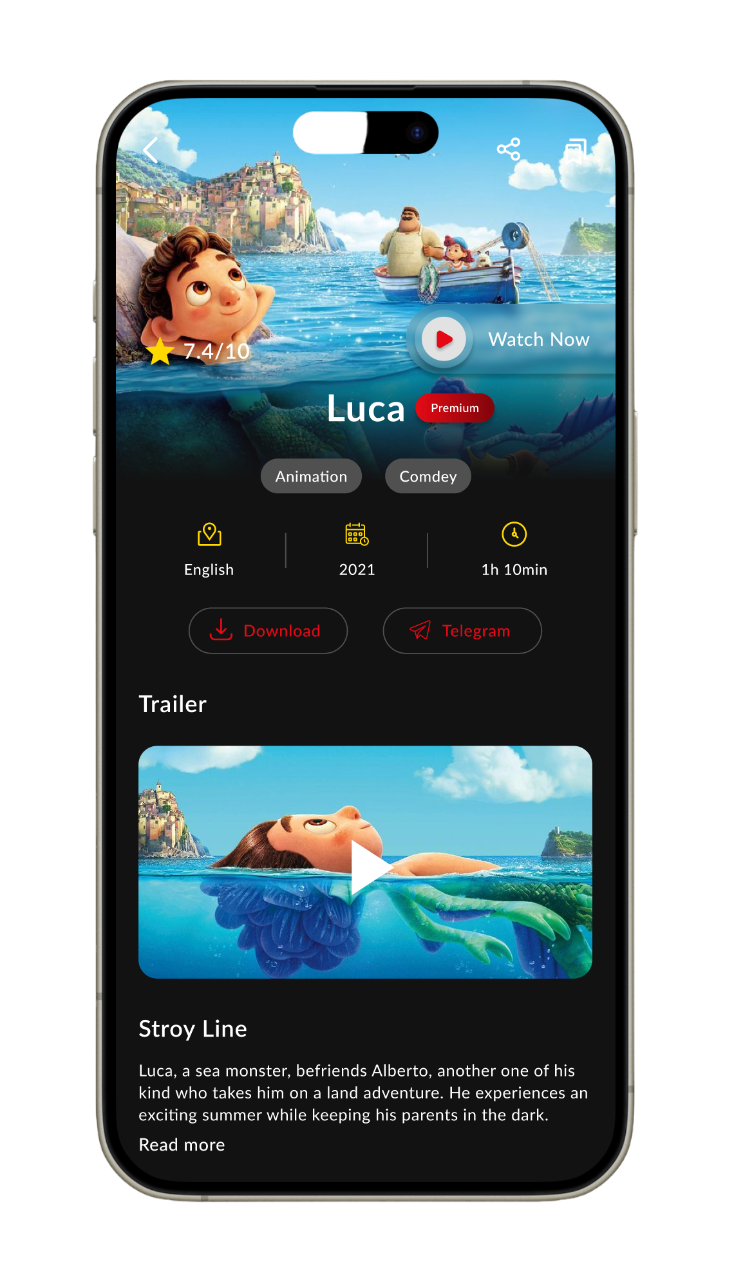 7.4/10
Watch Now
Luca
Premium
Animation
Comdey
English
2021
1h 10min
Download
Telegram
Trailer
Stroy Line
Luca, a sea monster, befriends Alberto, another one of his
kind who takes him on a land adventure. He experiences an
exciting summer while keeping his parents in the dark.
Read more